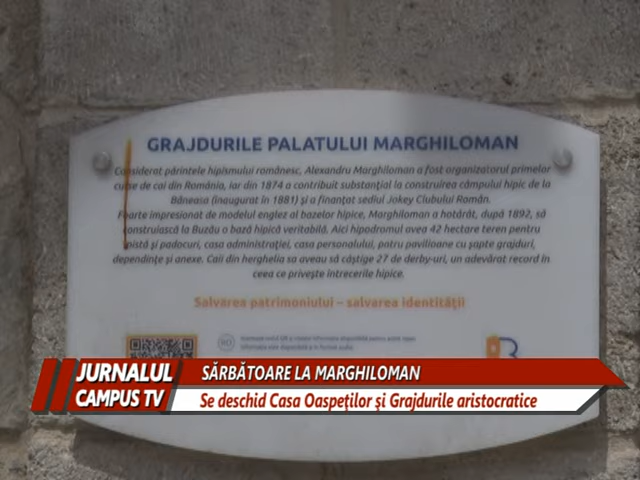 GRAJDURILE PALATULUI MARGHILOMAN
Considerat părintele hipismului românesc, Alexandru Marghiloman a fost organizatorul primelor
curse de cai din România, iar din 1874 a contribuit substanțial la construirea câmpului hipic de la
Băneasa (inaugurat în 1881) și a finanțat sediul Jokey Clubului Român.
Foarte impresionat de modelul englez al bazelor hipice, Marghiloman a hotărât, după 1892, să
construiască la Buzău o bază hipică veritabilă. Aici hipodromul avea 42 hectare teren pentru
pistă și padocuri, casa administrației, casa personalului, patru pavilioane cu șapte grajduri,
dependințe și anexe. Caii din herghelia sa aveau să câștige 27 de derby-uri, un adevărat record în
ceea ce privește întrecerile hipice.
Salvarea patrimoniului – salvarea identității
RO
B
JURNALUL
CAMPUS TV
SĂRBĂTOARE LA MARGHILOMAN
Se deschid Casa Oaspeților și Grajdurile aristocratice